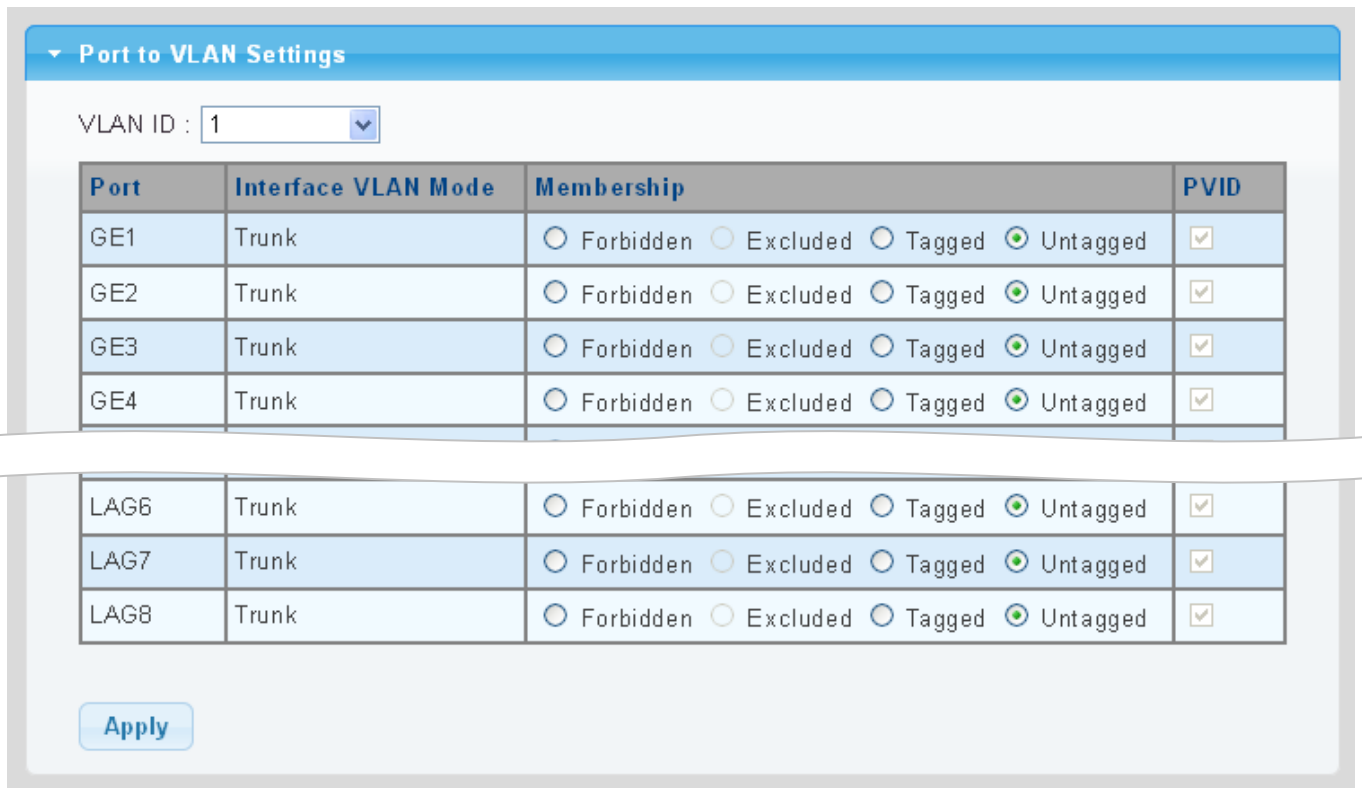 Port to VLAN Settings
VLAN ID : 1
Port Interface VLAN Mode Membership PVID
GE1 Trunk Forbidden Excluded Tagged Untagged
GE2 Trunk Forbidden Excluded Tagged Untagged
GE3 Trunk Forbidden Excluded Tagged Untagged
GE4 Trunk Forbidden Excluded Tagged Untagged
LAG6 Trunk Forbidden Excluded Tagged Untagged
LAG7 Trunk Forbidden Excluded Tagged Untagged
LAG8 Trunk Forbidden Excluded Tagged Untagged
Apply